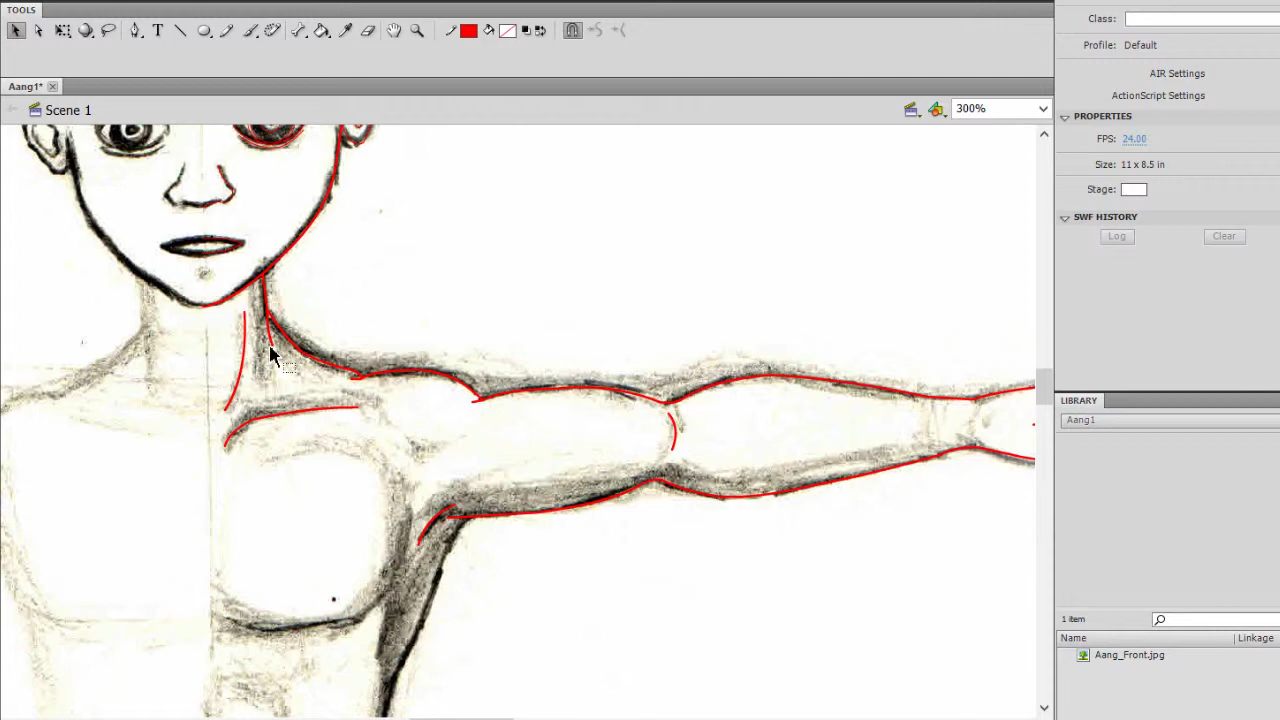 TOOLS
T
Aang1*
Scene 1
300%
Class:
Profile: Default
AIR Settings
ActionScript Settings
PROPERTIES
FPS: 24.00
Size: 11 x 8.5 in
Stage:
SWF HISTORY
Log Clear
LIBRARY
Aang1
1 item
Name Linkage
Aang_Front.jpg